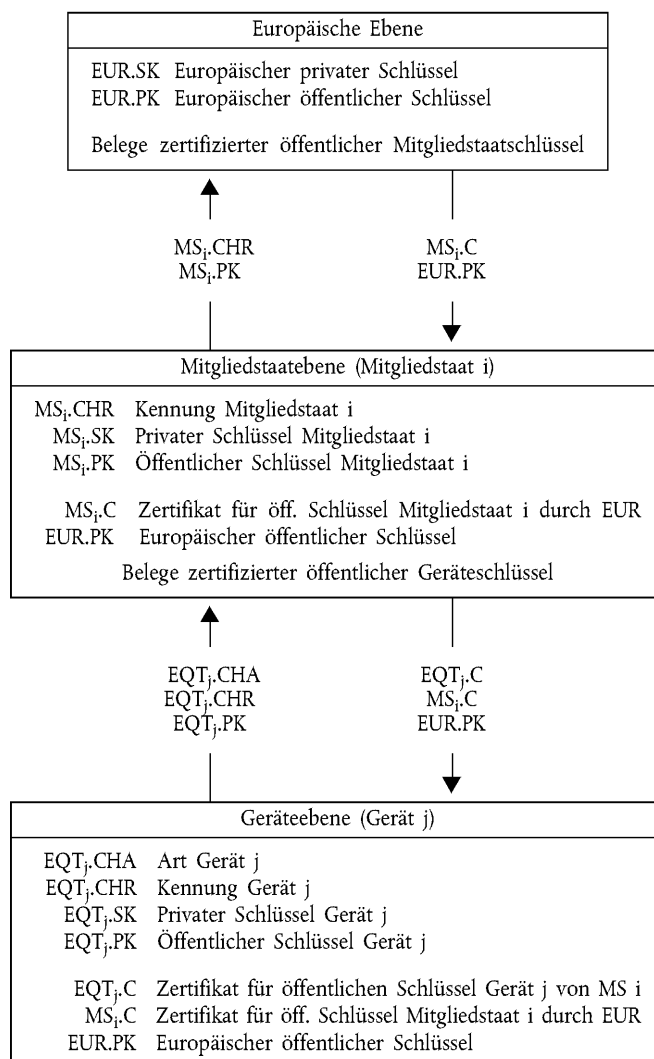 Europäische Ebene
EUR.SK Europäischer privater Schlüssel
EUR.PK Europäischer öffentlicher Schlüssel
Belege zertifizierter öffentlicher Mitgliedstaatschlüssel
MSi.CHR
MSi.PK
MSi.C
EUR.PK
Mitgliedstaatebene (Mitgliedstaat i)
MSi.CHR Kennung Mitgliedstaat i
MSi.SK Privater Schlüssel Mitgliedstaat i
MSi.PK Öffentlicher Schlüssel Mitgliedstaat i
MSi.C Zertifikat für öff. Schlüssel Mitgliedstaat i durch EUR
EUR.PK Europäischer öffentlicher Schlüssel
Belege zertifizierter öffentlicher Geräteschlüssel
EQTj.CHA
EQTj.CHR
EQTj.PK
EQTj.C
MSi.C
EUR.PK
Geräteebene (Gerät j)
EQTj.CHA Art Gerät j
EQTj.CHR Kennung Gerät j
EQTj.SK Privater Schlüssel Gerät j
EQTj.PK Öffentlicher Schlüssel Gerät j
EQTj.C Zertifikat für öffentlichen Schlüssel Gerät j von MS i
MSi.C Zertifikat für öff. Schlüssel Mitgliedstaat i durch EUR
EUR.PK Europäischer öffentlicher Schlüssel